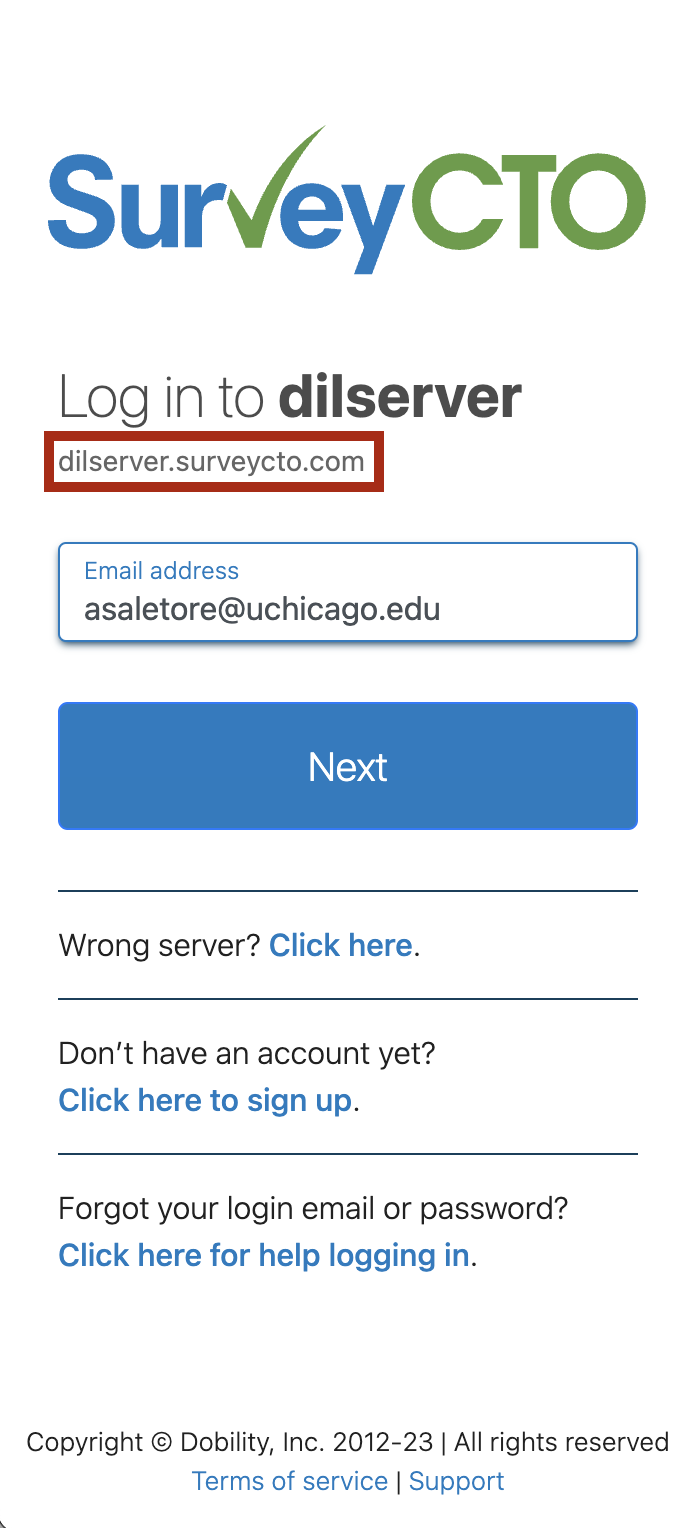 SurveyCTO
Log in to dilserver
dilserver.surveycto.com
Email address
asaletore@uchicago.edu
Next
Wrong server? Click here.
Don’t have an account yet?
Click here to sign up.
Forgot your login email or password?
Click here for help logging in.
Copyright © Dobility, Inc. 2012-23 | All rights reserved
Terms of service | Support